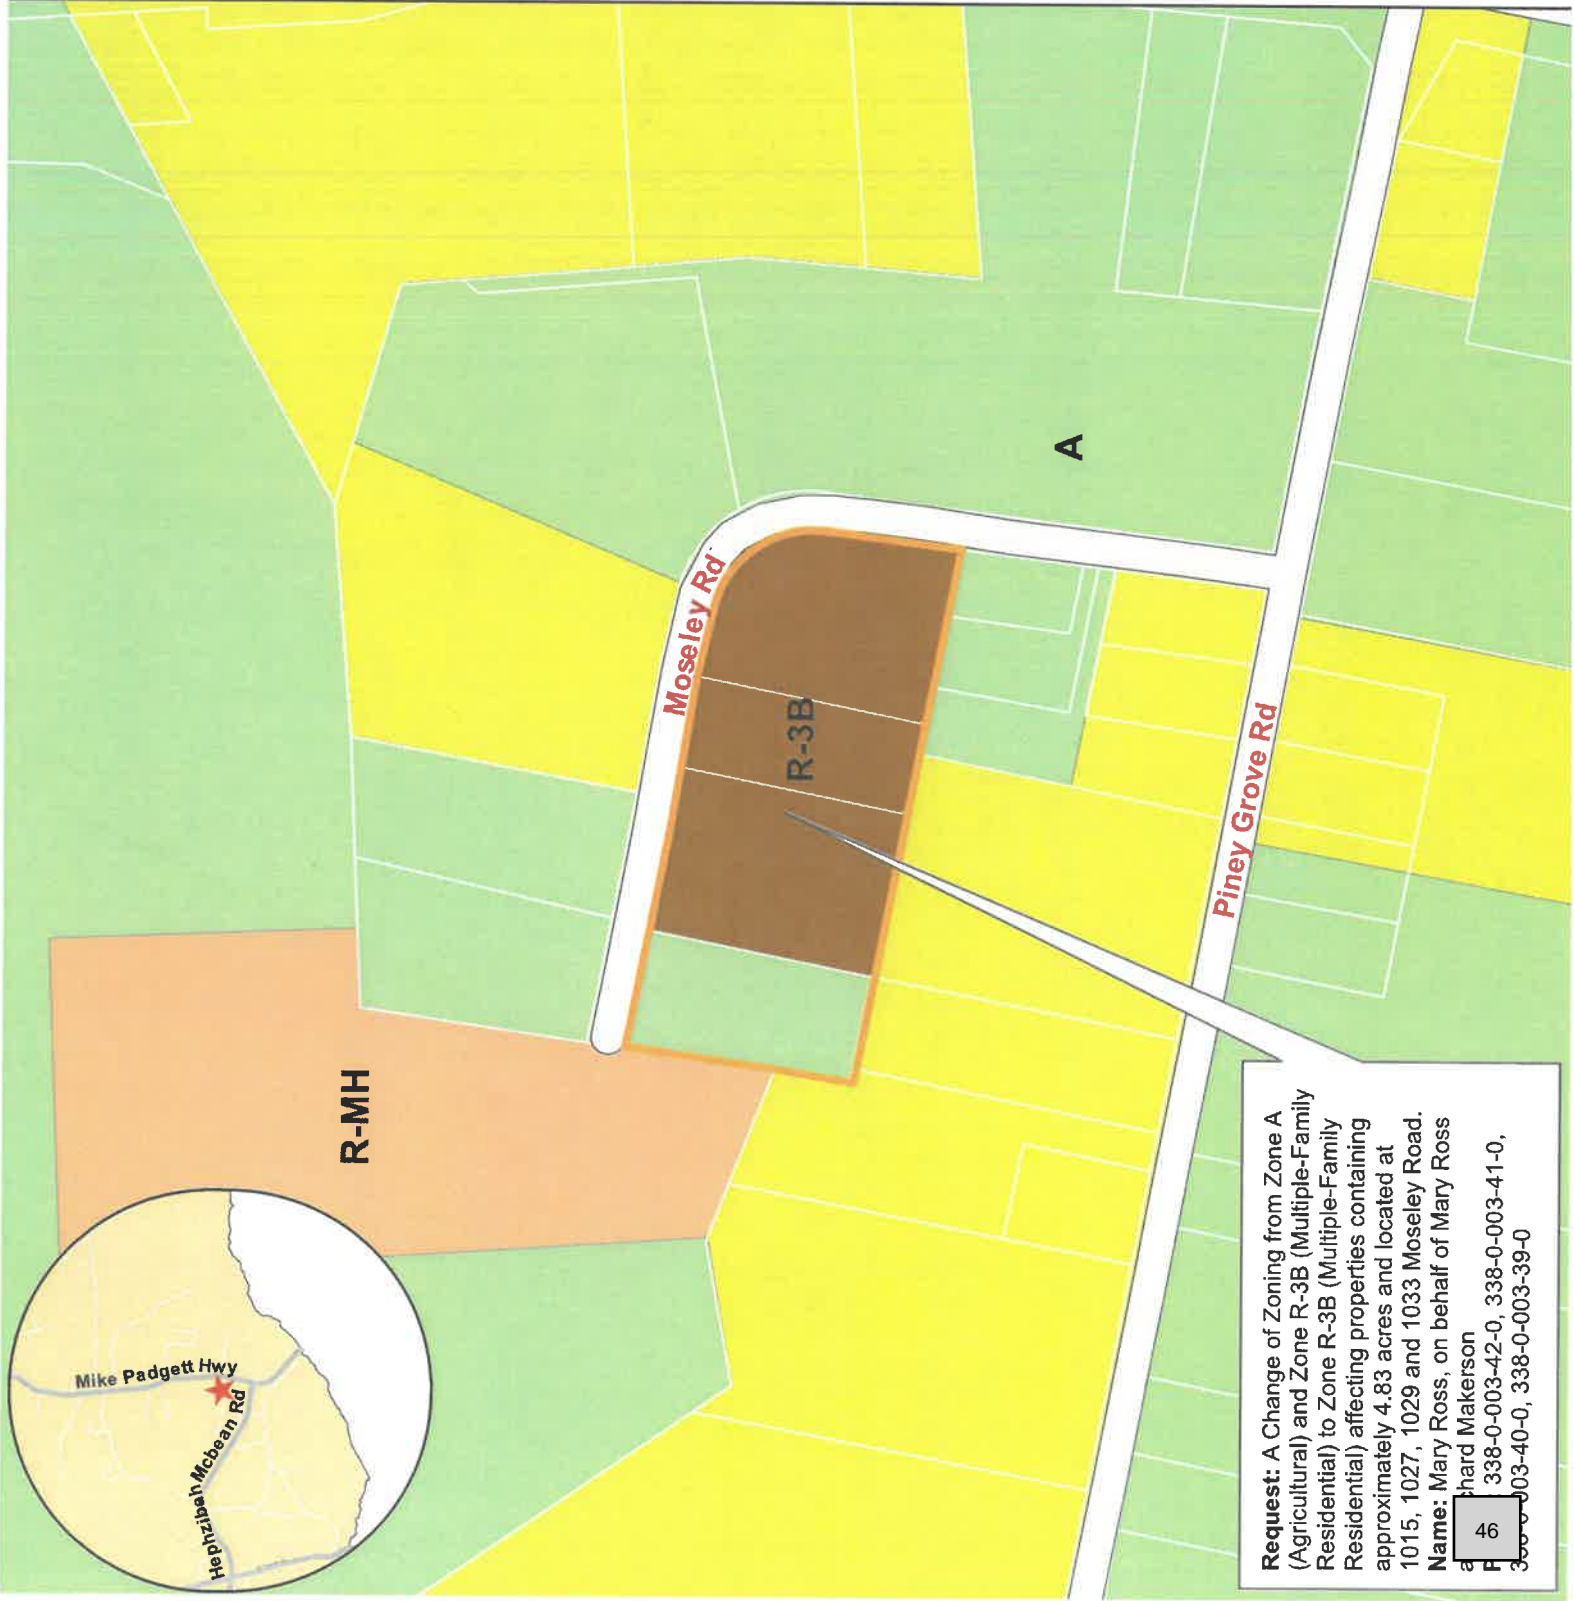 R-MH
A
R-3B
Moseley Rd
Piney Grove Rd
Mike Padgett Hwy
Hephzibah Mcbean Rd
Request: A Change of Zoning from Zone A
(Agricultural) and Zone R-3B (Multiple-Family
Residential) to Zone R-3B (Multiple-Family
Residential) affecting properties containing
approximately 4.83 acres and located at
1015, 1027, 1029 and 1033 Moseley Road.
Name: Mary Ross, on behalf of Mary Ross
chard Makerson
338-0-003-42-0, 338-0-003-41-0,
003-40-0, 338-0-003-39-0
46